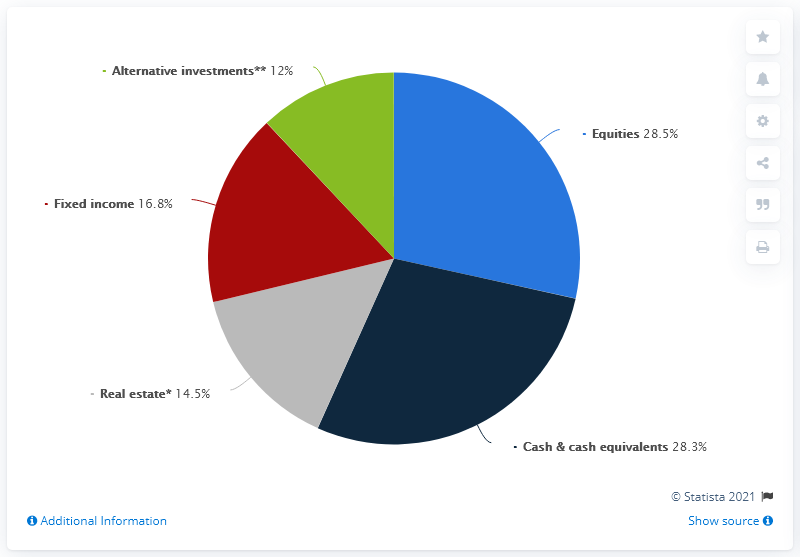 Alternative investments** 12%
Equities 28.5%
Fixed income 16.8%
Real estate* 14.5%
Cash & cash equivalents 28.3%
© Statista 2021
Additional Information
Show source